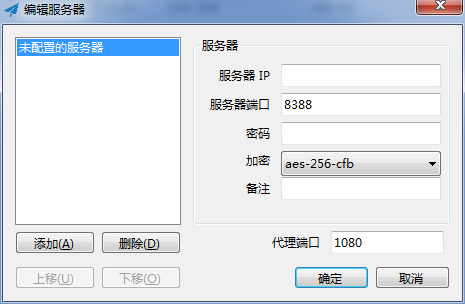 编辑服务器
未配置的服务器
服务器
服务器 IP
服务器端口 8388
密码
加密 aes-256-cfb
备注
添加(A) 删除(D)
代理端口 1080
上移(U) 下移(O)
确定 取消